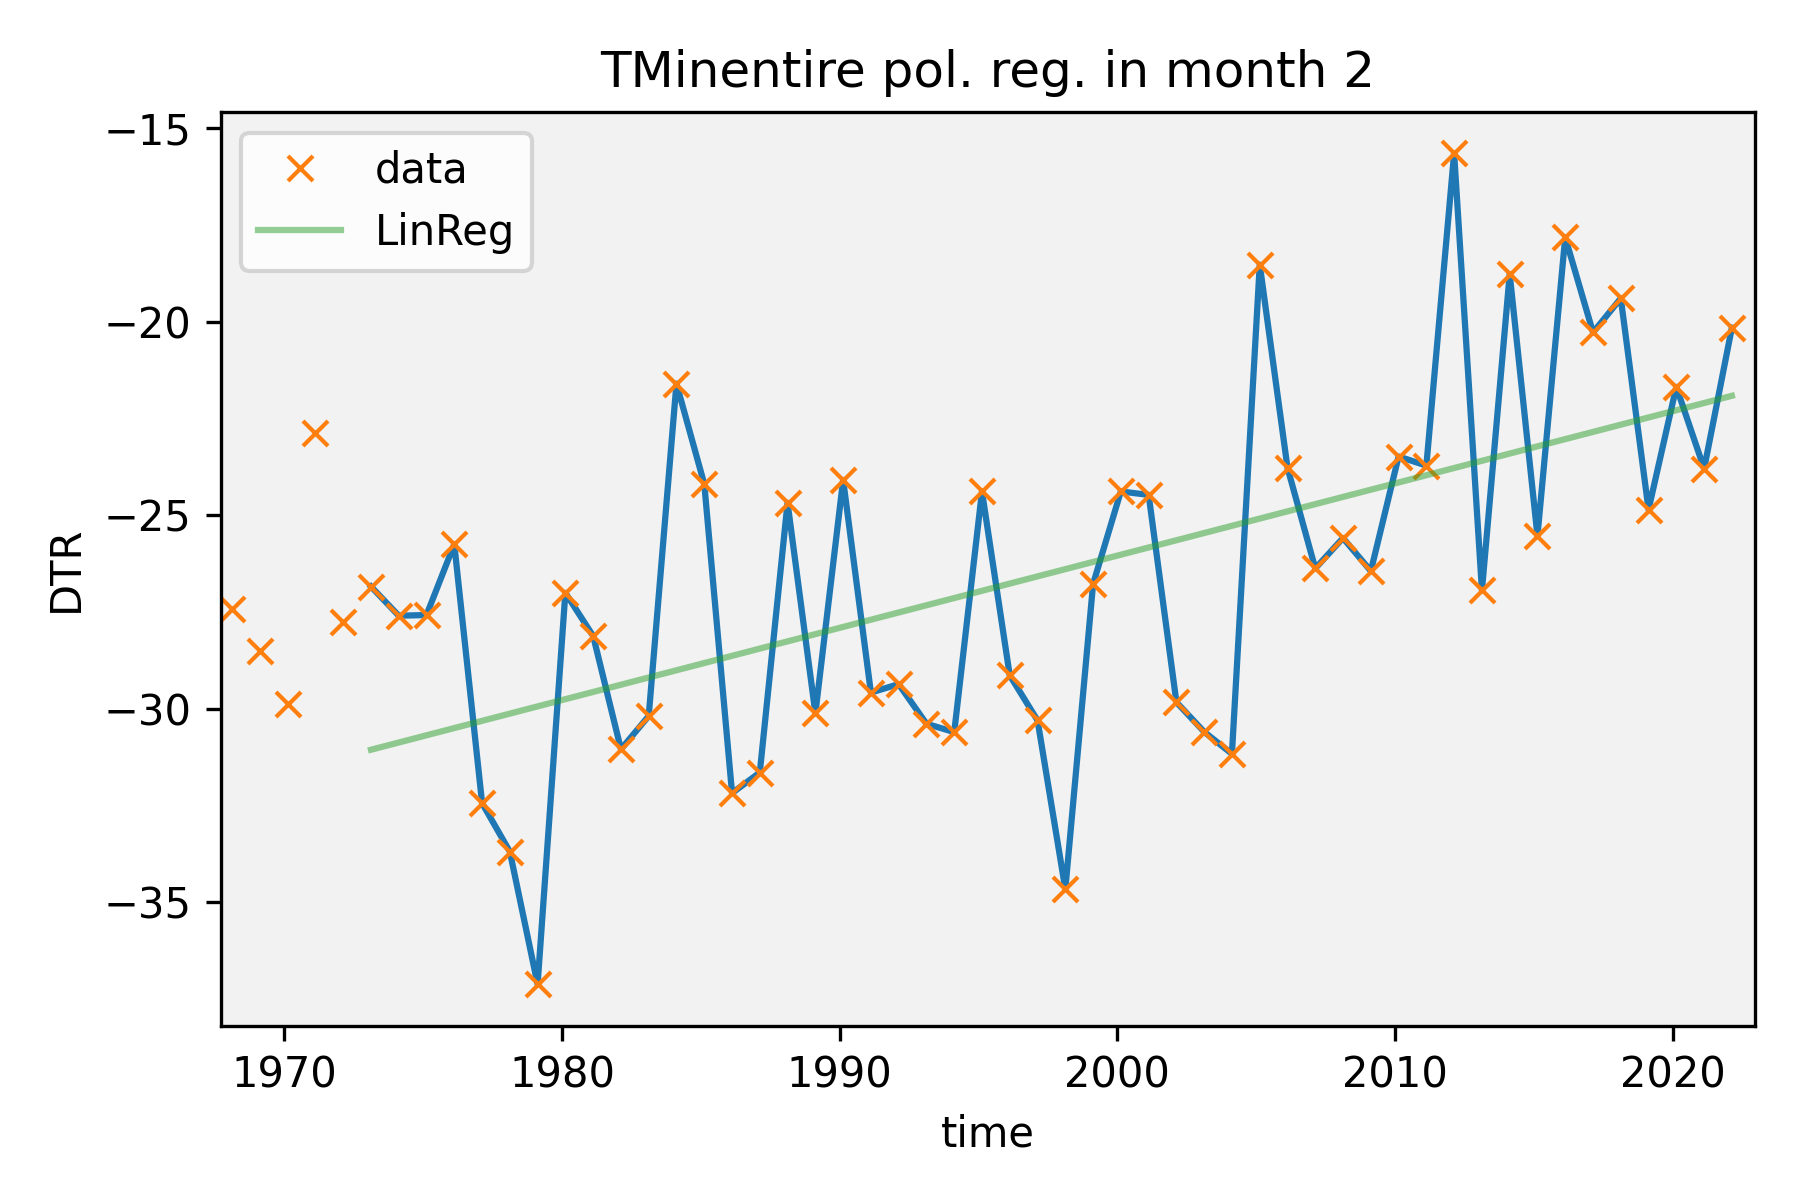 TMinentire pol. reg. in month 2
data
LinReg
−15
−20
−25
−30
−35
DTR
1970 1980 1990 2000 2010 2020
time